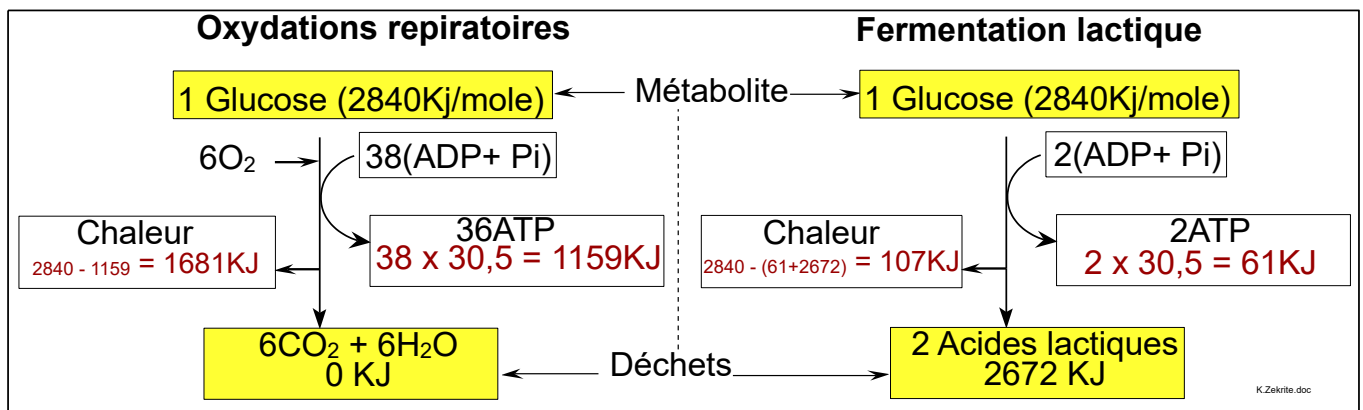 Oxydations repiratoires
Fermentation lactique
1 Glucose (2840Kj/mole)
Métabolite
1 Glucose (2840Kj/mole)
6O₂
38(ADP+ Pi)
2(ADP+ Pi)
Chaleur
2840 - 1159 = 1681KJ
36ATP
38 x 30,5 = 1159KJ
Chaleur
2840 - (61+2672) = 107KJ
2ATP
2 x 30,5 = 61KJ
6CO₂ + 6H₂O
0 KJ
Déchets
2 Acides lactiques
2672 KJ
K.Zekrite.doc